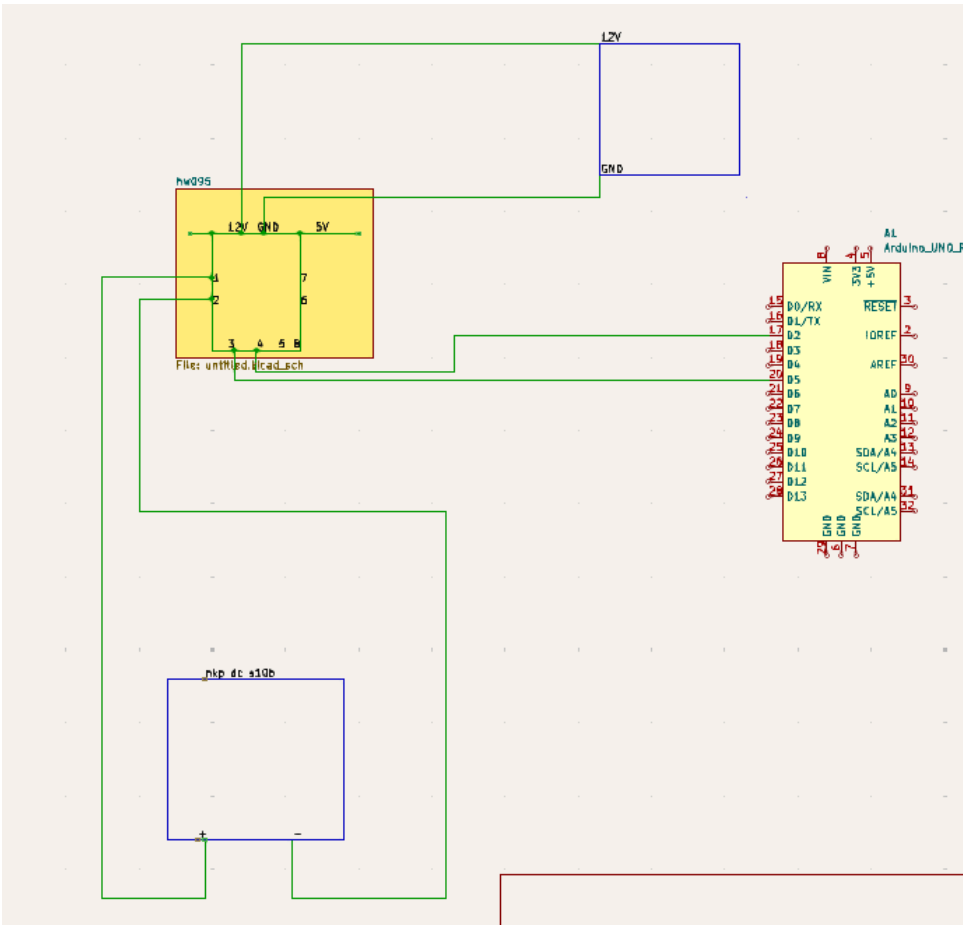 12V
GND
hw095
12V GND 5V
1 7
2 6
3 4 5 8
File: untitled.kicad_sch
A1
Arduino_UNO_R
8 4 5
VIN 3V3 +5V
15 D0/RX RESET 3
16 D1/TX
17 D2 IOREF 2
18 D3
19 D4 AREF 30
20 D5
21 D6 A0 9
22 D7 A1 10
23 D8 A2 11
24 D9 A3 12
25 D10 SDA/A4 13
26 D11 SCL/A5 14
27 D12
28 D13 SDA/A4 31
SCL/A5 32
GND GND GND
29 6 7
mkp dc s10b
+ -